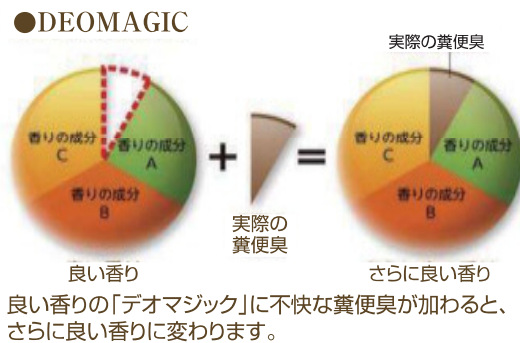 ●DEOMAGIC
実際の糞便臭
香りの成分
C
香りの成分
A
香りの成分
B
+
実際の
糞便臭
=
香りの成分
C
香りの成分
A
香りの成分
B
良い香り
さらに良い香り
良い香りの「デオマジック」に不快な糞便臭が加わると、
さらに良い香りに変わります。